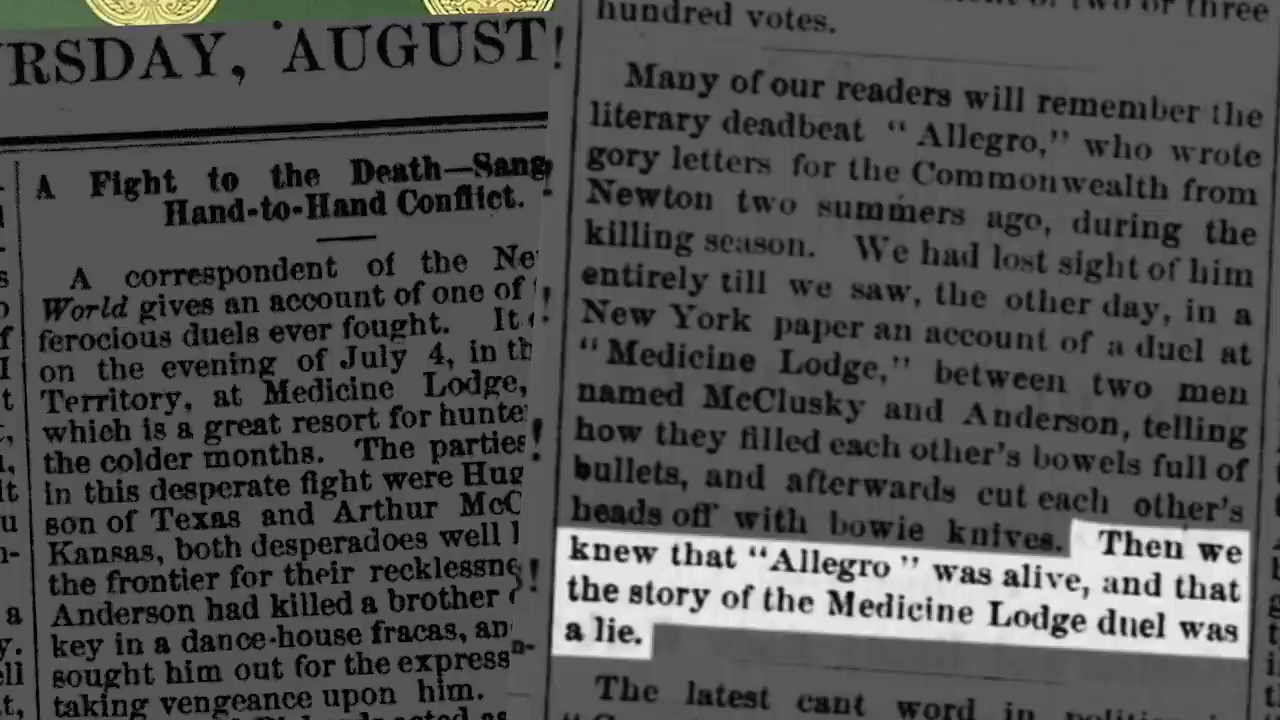 RSDAY, AUGUST
A Fight to the Death—Sang
Hand-to-Hand Conflict.
A correspondent of the Ne
World gives an account of one of
ferocious duels ever fought. It
on the evening of July 4, in th
Territory, at Medicine Lodge,
which is a great resort for hunte
the colder months. The parties
in this desperate fight were Hug
son of Texas and Arthur McC
Kansas, both desperadoes well
the frontier for their recklessne
Anderson had killed a brother
key in a dance-house fracas, an
sought him out for the express
taking vengeance upon him.
hundred votes.
Many of our readers will remember the
literary deadbeat "Allegro," who wrote
gory letters for the Commonwealth from
Newton two summers ago, during the
killing season. We had lost sight of him
entirely till we saw, the other day, in a
New York paper an account of a duel at
"Medicine Lodge," between two men
named McClusky and Anderson, telling
how they filled each other's bowels full of
bullets, and afterwards cut each other's
heads off with bowie knives. Then we
knew that "Allegro" was alive, and that
the story of the Medicine Lodge duel was
a lie.
The latest cant word in